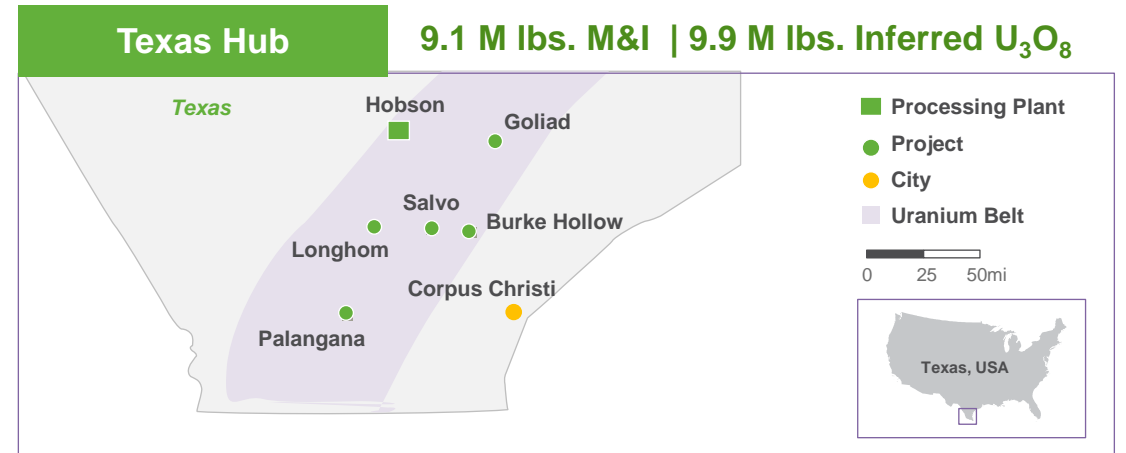 Texas Hub
9.1 M lbs. M&I | 9.9 M lbs. Inferred U₃O₈
Texas
Hobson
Goliad
Salvo
Burke Hollow
Longhom
Corpus Christi
Palangana
Processing Plant
Project
City
Uranium Belt
0 25 50mi
Texas, USA